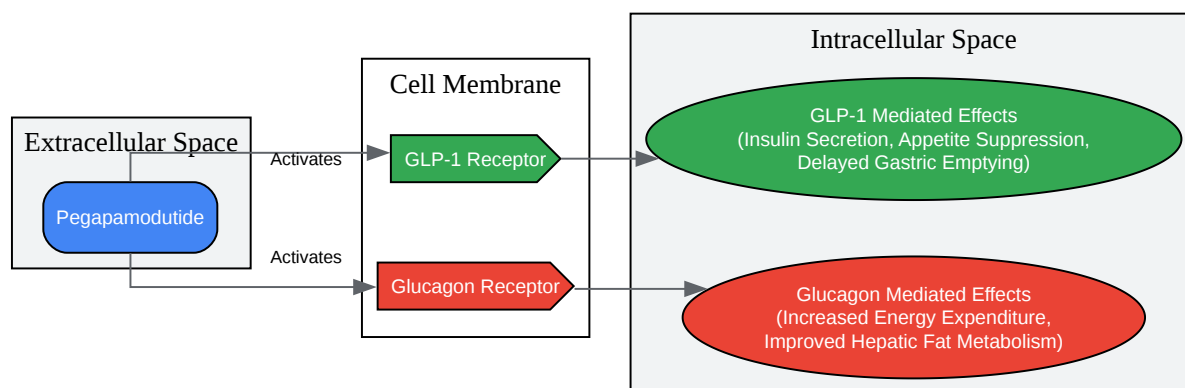 Extracellular Space
Pegapamodutide
Activates
Activates
Cell Membrane
GLP-1 Receptor
Glucagon Receptor
Intracellular Space
GLP-1 Mediated Effects
(Insulin Secretion, Appetite Suppression,
Delayed Gastric Emptying)
Glucagon Mediated Effects
(Increased Energy Expenditure,
Improved Hepatic Fat Metabolism)